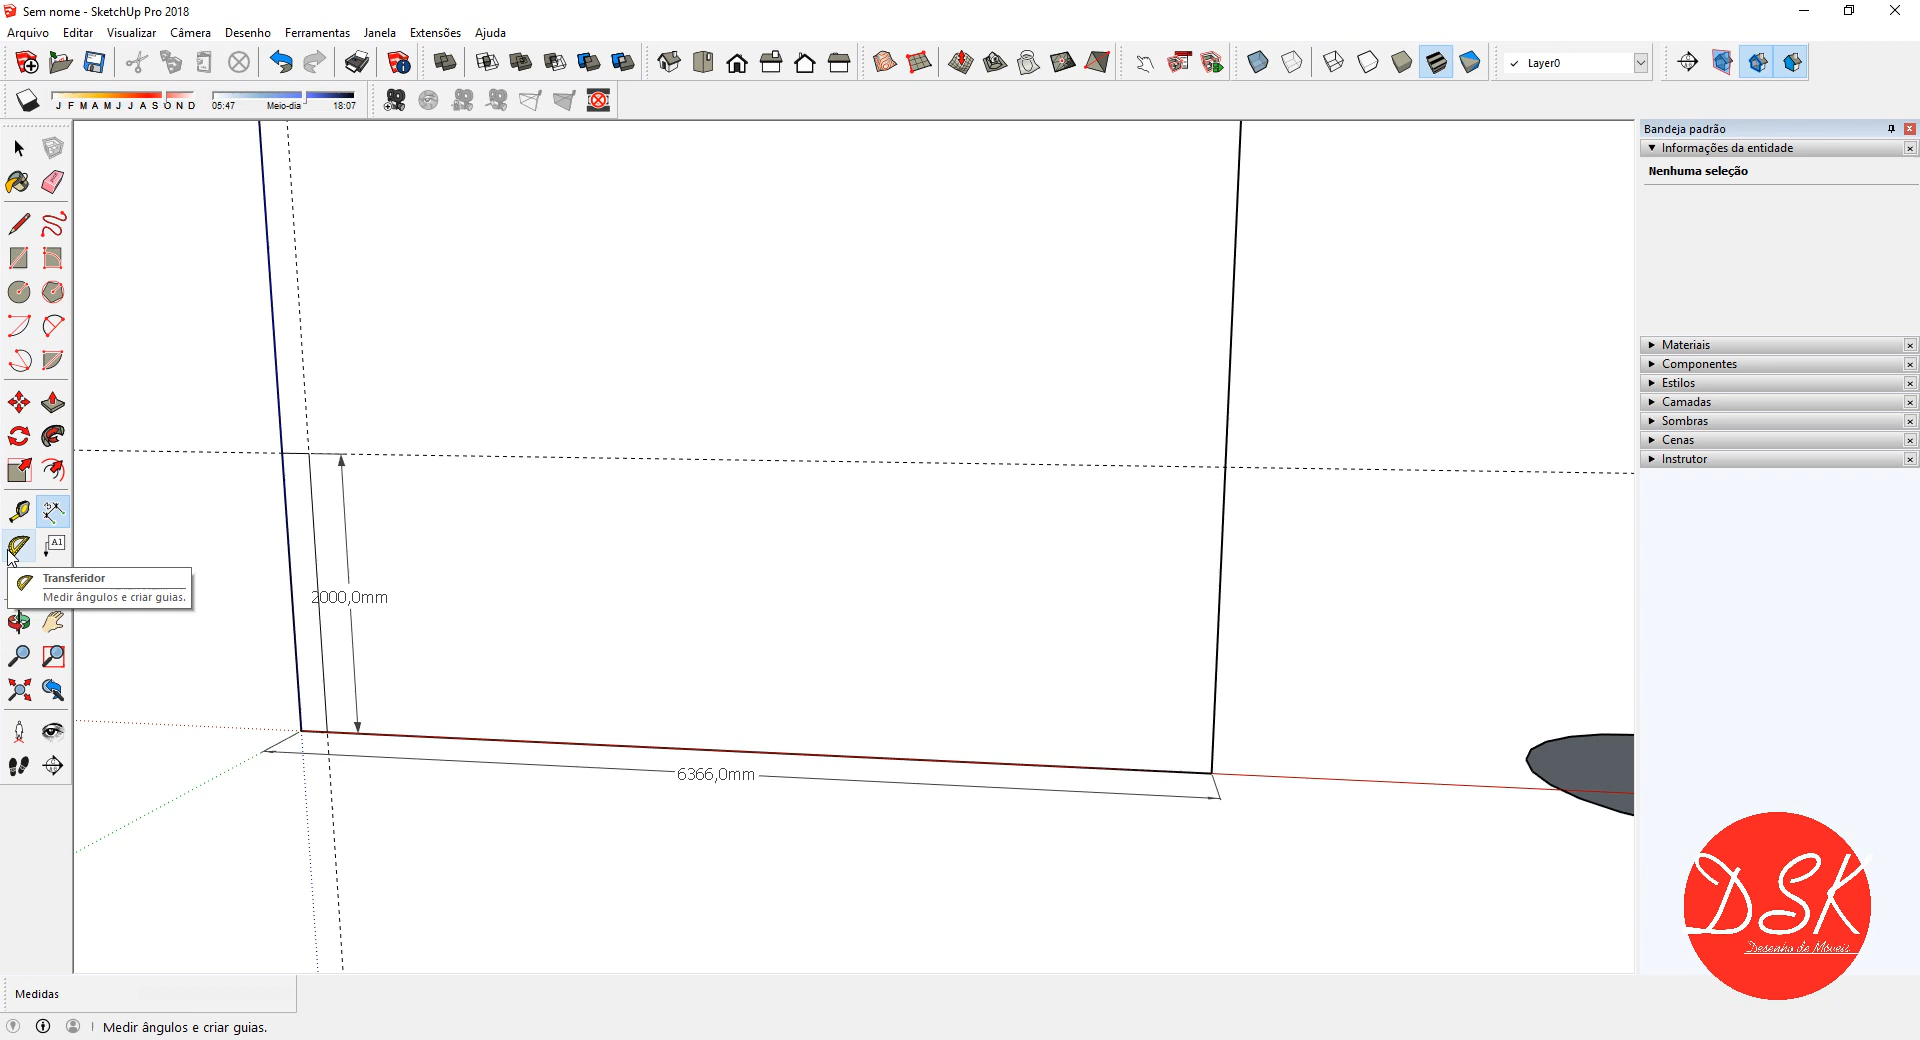 Sem nome - SketchUp Pro 2018
Arquivo Editar Visualizar Câmera Desenho Ferramentas Janela Extensões Ajuda
Layer0
J F M A M J J A S O N D 05:47 Meio-dia 18:07
Bandeja padrão
Informações da entidade
Nenhuma seleção
Materiais
Componentes
Estilos
Camadas
Sombras
Cenas
Instrutor
A1
Transferidor
Medir ângulos e criar guias.
2000,0mm
6366,0mm
DSK
Desenho de Móveis
Medidas
Medir ângulos e criar guias.